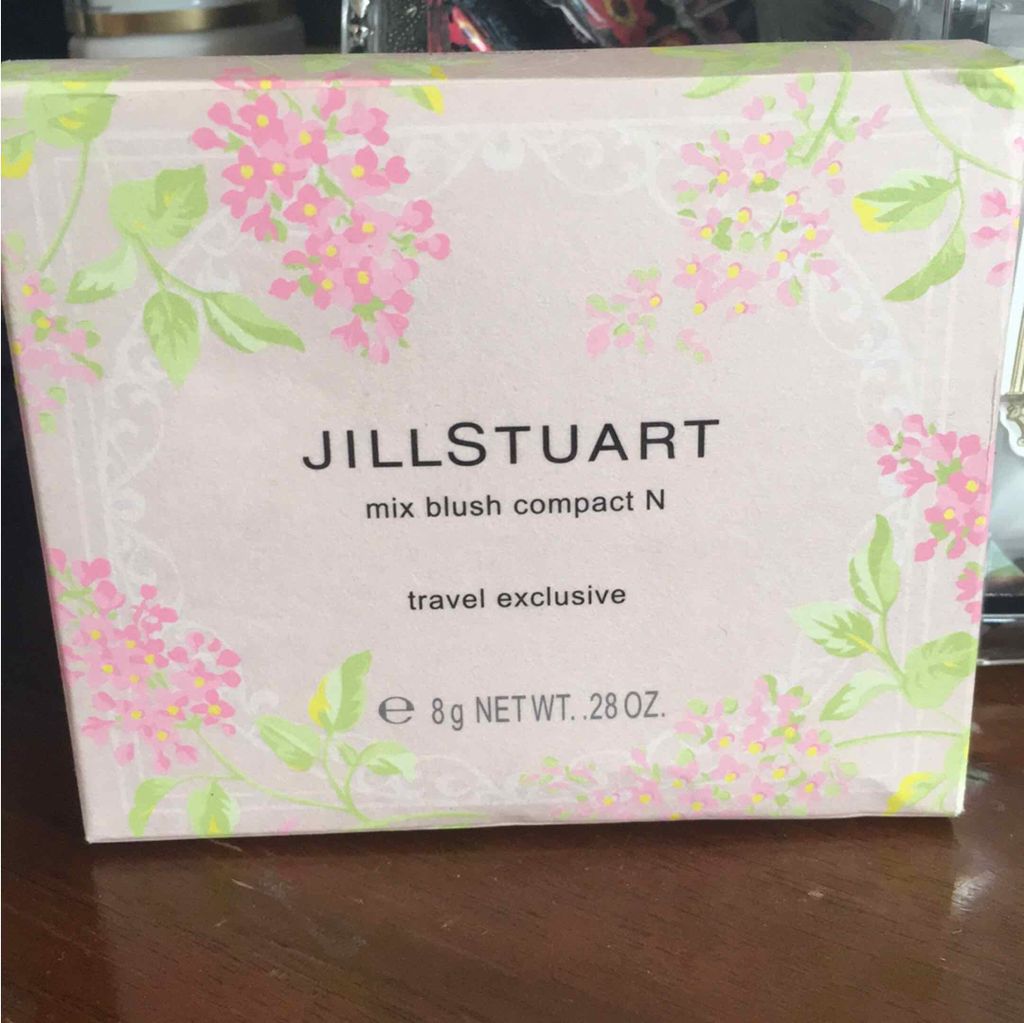 JILLSTUART
mix blush compact N
travel exclusive
℮ 8g NET WT. .28 OZ.